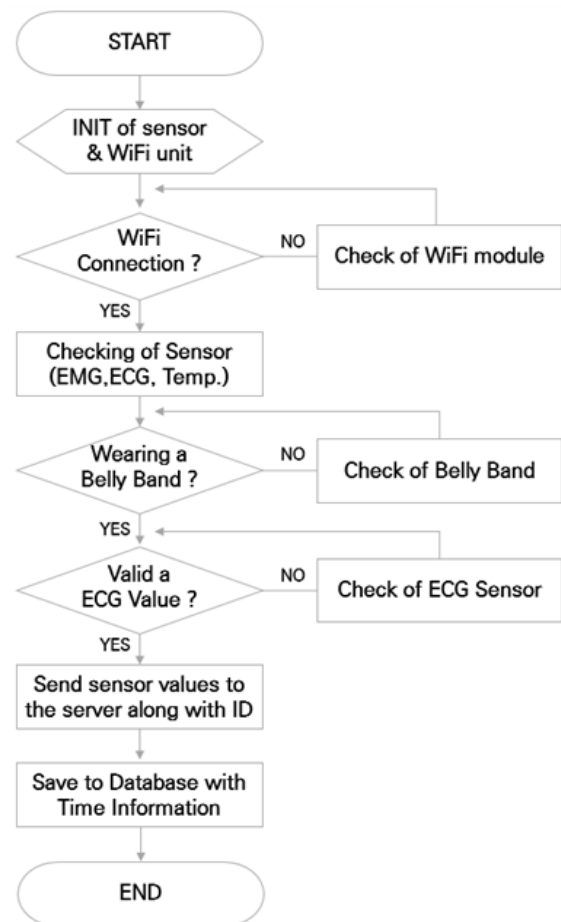 START
INIT of sensor
& WiFi unit
WiFi
Connection ?
NO
Check of WiFi module
YES
Checking of Sensor
(EMG,ECG, Temp.)
Wearing a
Belly Band ?
NO
Check of Belly Band
YES
Valid a
ECG Value ?
NO
Check of ECG Sensor
YES
Send sensor values to
the server along with ID
Save to Database with
Time Information
END